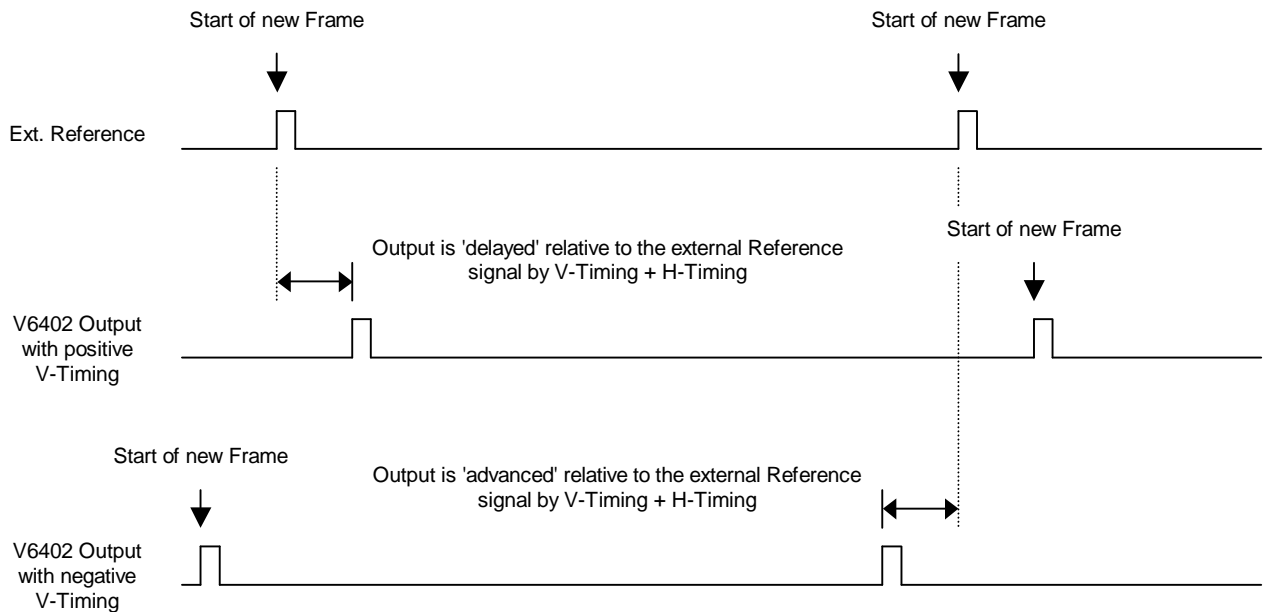 Start of new Frame
Start of new Frame
Ext. Reference
Start of new Frame
Output is 'delayed' relative to the external Reference
signal by V-Timing + H-Timing
V6402 Output
with positive
V-Timing
Start of new Frame
Output is 'advanced' relative to the external Reference
signal by V-Timing + H-Timing
V6402 Output
with negative
V-Timing